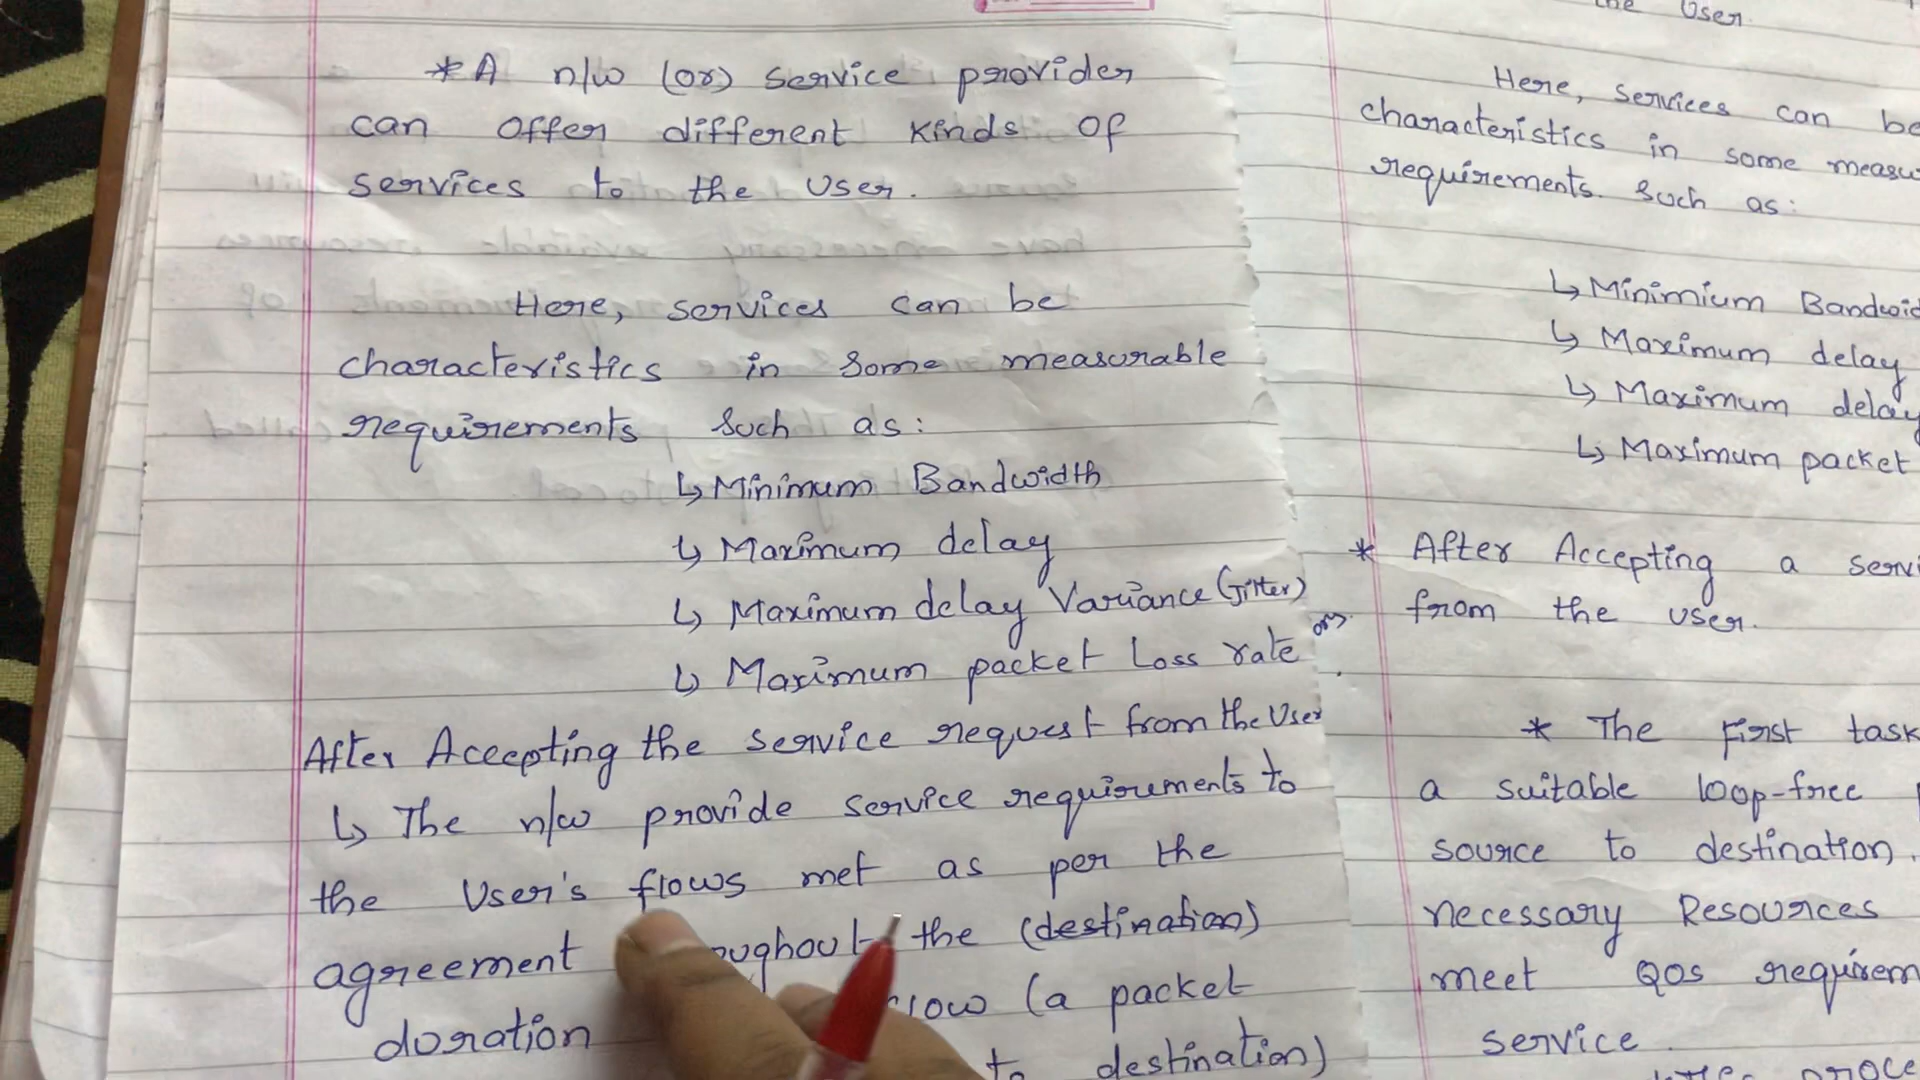 * A n/w (or) service provider
can offer different kinds of
services to the user.
Here, services can be
characteristics in some measurable
requirements such as:
↳ Minimum Bandwidth
↳ Maximum delay
↳ Maximum delay Variance (Jitter)
↳ Maximum packet Loss rate
After Accepting the service request from the User
↳ The n/w provide service requirements to
the User's flows met as per the
agreement the (destination)
duration (a packet
to destination)
the User
Here, services can be
characteristics in some
requirements. Such as:
↳ Minimium
↳ Maximum delay
↳ Maximum delay
↳ Maximum packet
* After Accepting a
from the user.
* The first task
a suitable loop-free
source to destination.
necessary Resources
meet QOS
service.